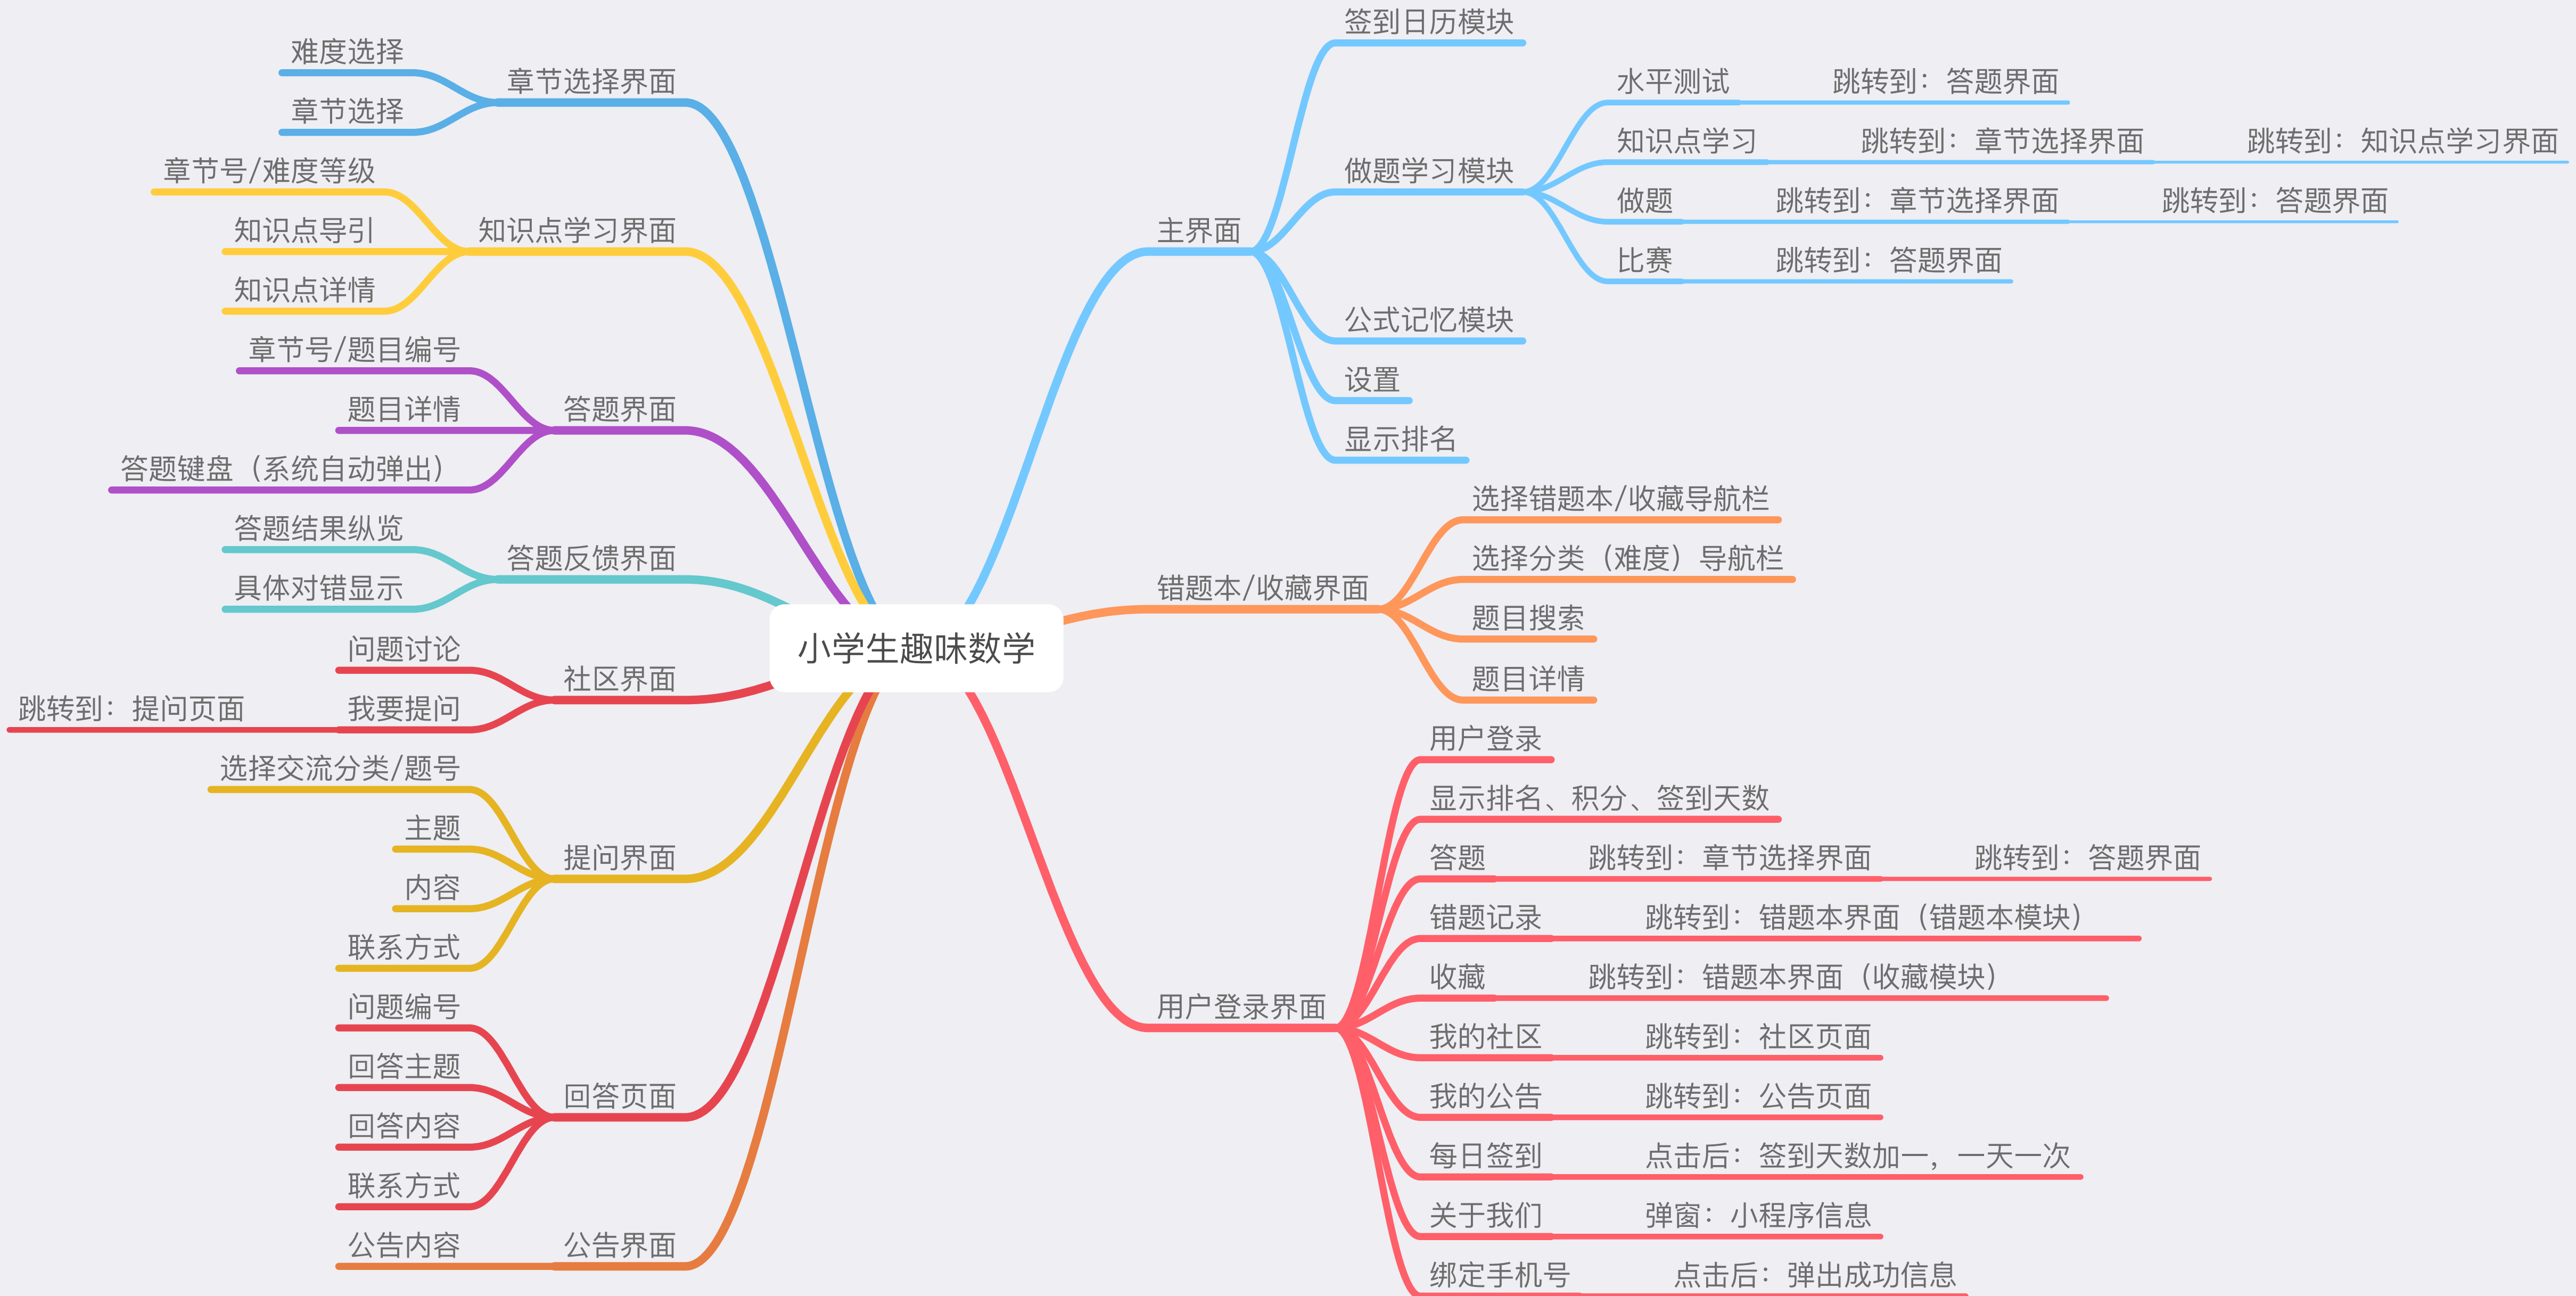 小学生趣味数学
主界面
签到日历模块
做题学习模块
水平测试
跳转到：答题界面
知识点学习
跳转到：章节选择界面
跳转到：知识点学习界面
做题
跳转到：章节选择界面
跳转到：答题界面
比赛
跳转到：答题界面
公式记忆模块
设置
显示排名
错题本/收藏界面
选择错题本/收藏导航栏
选择分类（难度）导航栏
题目搜索
题目详情
用户登录界面
用户登录
显示排名、积分、签到天数
答题
跳转到：章节选择界面
跳转到：答题界面
错题记录
跳转到：错题本界面（错题本模块）
收藏
跳转到：错题本界面（收藏模块）
我的社区
跳转到：社区页面
我的公告
跳转到：公告页面
每日签到
点击后：签到天数加一，一天一次
关于我们
弹窗：小程序信息
绑定手机号
点击后：弹出成功信息
章节选择界面
难度选择
章节选择
知识点学习界面
章节号/难度等级
知识点导引
知识点详情
答题界面
章节号/题目编号
题目详情
答题键盘（系统自动弹出）
答题反馈界面
答题结果纵览
具体对错显示
社区界面
问题讨论
我要提问
跳转到：提问页面
提问界面
选择交流分类/题号
主题
内容
联系方式
回答页面
问题编号
回答主题
回答内容
联系方式
公告界面
公告内容